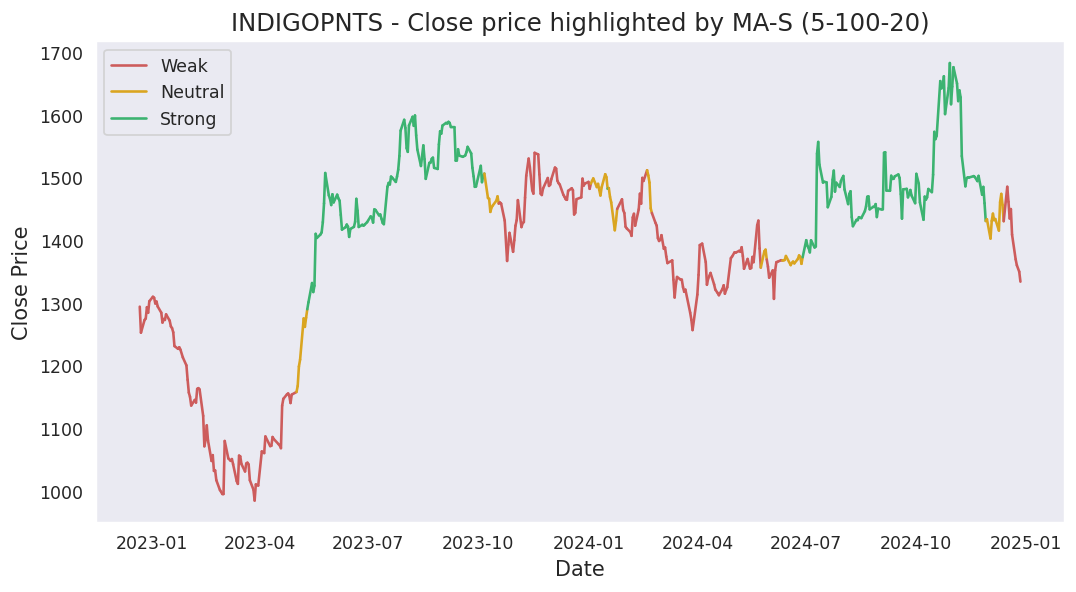 INDIGOPNTS - Close price highlighted by MA-S (5-100-20)
Weak
Neutral
Strong
Close Price
1700
1600
1500
1400
1300
1200
1100
1000
2023-01 2023-04 2023-07 2023-10 2024-01 2024-04 2024-07 2024-10 2025-01
Date